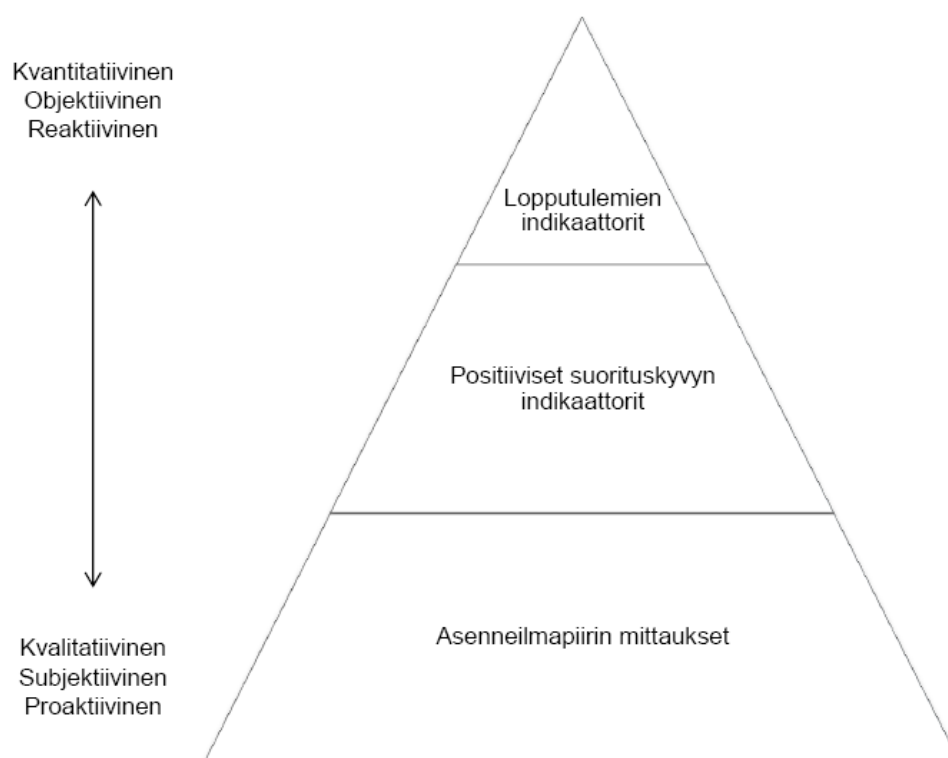 Kvantitatiivinen
Objektiivinen
Reaktiivinen
Lopputulemien
indikaattorit
Positiiviset suorituskyvyn
indikaattorit
Asenneilmapiirin mittaukset
Kvalitatiivinen
Subjektiivinen
Proaktiivinen